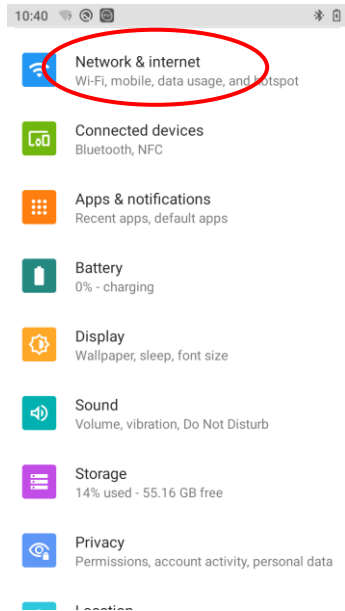 10:40
Network & internet
Wi-Fi, mobile, data usage, and hotspot
Connected devices
Bluetooth, NFC
Apps & notifications
Recent apps, default apps
Battery
0% - charging
Display
Wallpaper, sleep, font size
Sound
Volume, vibration, Do Not Disturb
Storage
14% used - 55.16 GB free
Privacy
Permissions, account activity, personal data
Location